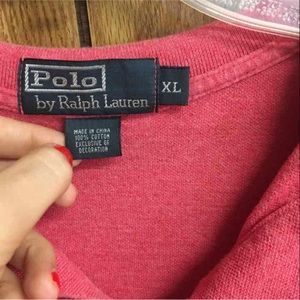 Polo
by Ralph Lauren
XL
MADE IN CHINA
100% COTTON
EXCLUSIVE OF
DECORATION